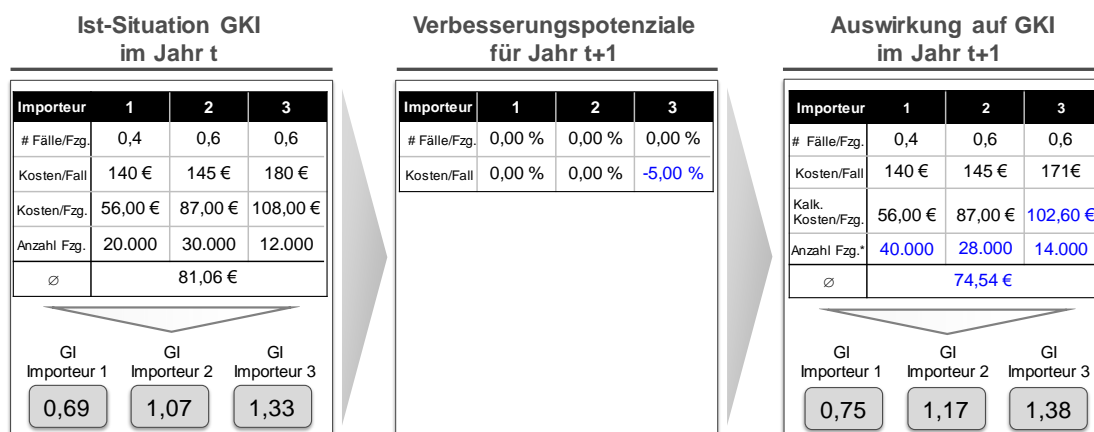 Ist-Situation GKI
im Jahr t
Importeur 1 2 3
# Fälle/Fzg. 0,4 0,6 0,6
Kosten/Fall 140 € 145 € 180 €
Kosten/Fzg. 56,00 € 87,00 € 108,00 €
Anzahl Fzg. 20.000 30.000 12.000
∅ 81,06 €
GI GI GI
Importeur 1 Importeur 2 Importeur 3
0,69 1,07 1,33
Verbesserungspotenziale
für Jahr t+1
Importeur 1 2 3
# Fälle/Fzg. 0,00 % 0,00 % 0,00 %
Kosten/Fall 0,00 % 0,00 % -5,00 %
Auswirkung auf GKI
im Jahr t+1
Importeur 1 2 3
# Fälle/Fzg. 0,4 0,6 0,6
Kosten/Fall 140 € 145 € 171€
Kalk.
Kosten/Fzg. 56,00 € 87,00 € 102,60 €
Anzahl Fzg.* 40.000 28.000 14.000
∅ 74,54 €
GI GI GI
Importeur 1 Importeur 2 Importeur 3
0,75 1,17 1,38